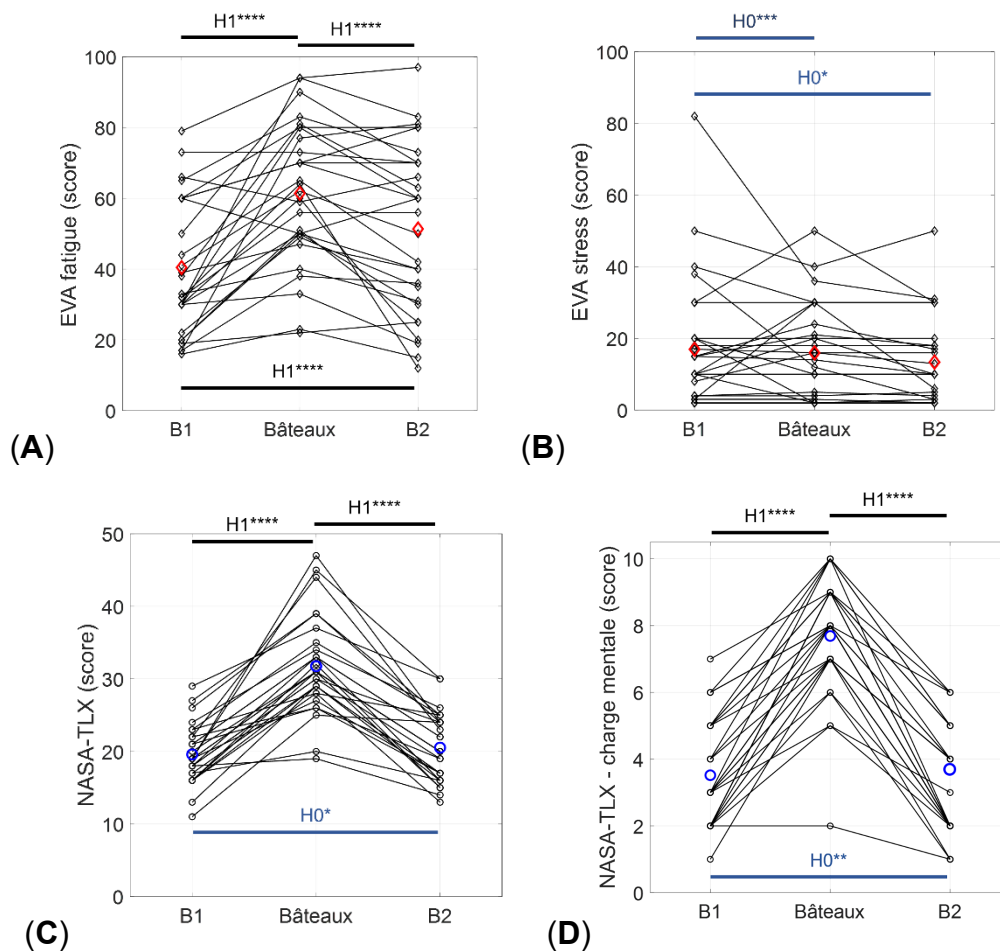 H1****
H1****
100
80
60
40
20
0
EVA fatigue (score)
H1****
B1 Bâteaux B2
(A)
H0***
H0*
100
80
60
40
20
0
EVA stress (score)
B1 Bâteaux B2
(B)
H1****
H1****
50
40
30
20
10
0
NASA-TLX (score)
H0*
B1 Bâteaux B2
(C)
H1****
H1****
10
8
6
4
2
0
NASA-TLX - charge mentale (score)
H0**
B1 Bâteaux B2
(D)